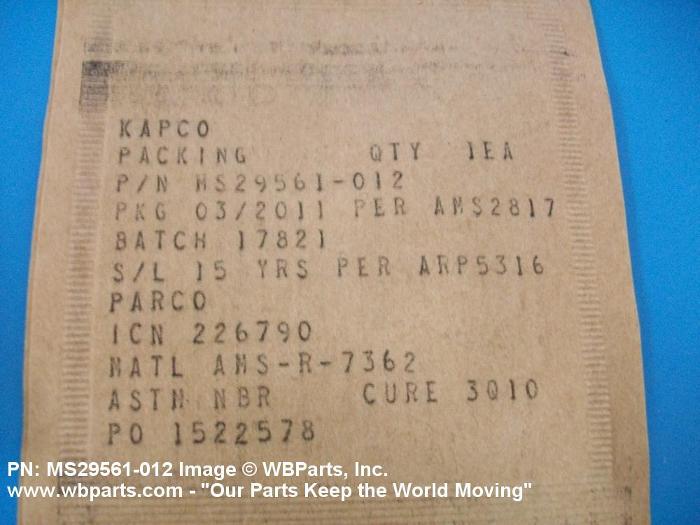 KAPCO
PACKING QTY 1EA
P/N MS29561-012
PKG 03/2011 PER AMS2817
BATCH 17821
S/L 15 YRS PER ARP5316
PARCO
ICN 226790
MATL AMS-R-7362
ASTM NBR CURE 3Q10
PO 1522578
PN: MS29561-012 Image © WBParts, Inc.
www.wbparts.com - "Our Parts Keep the World Moving"